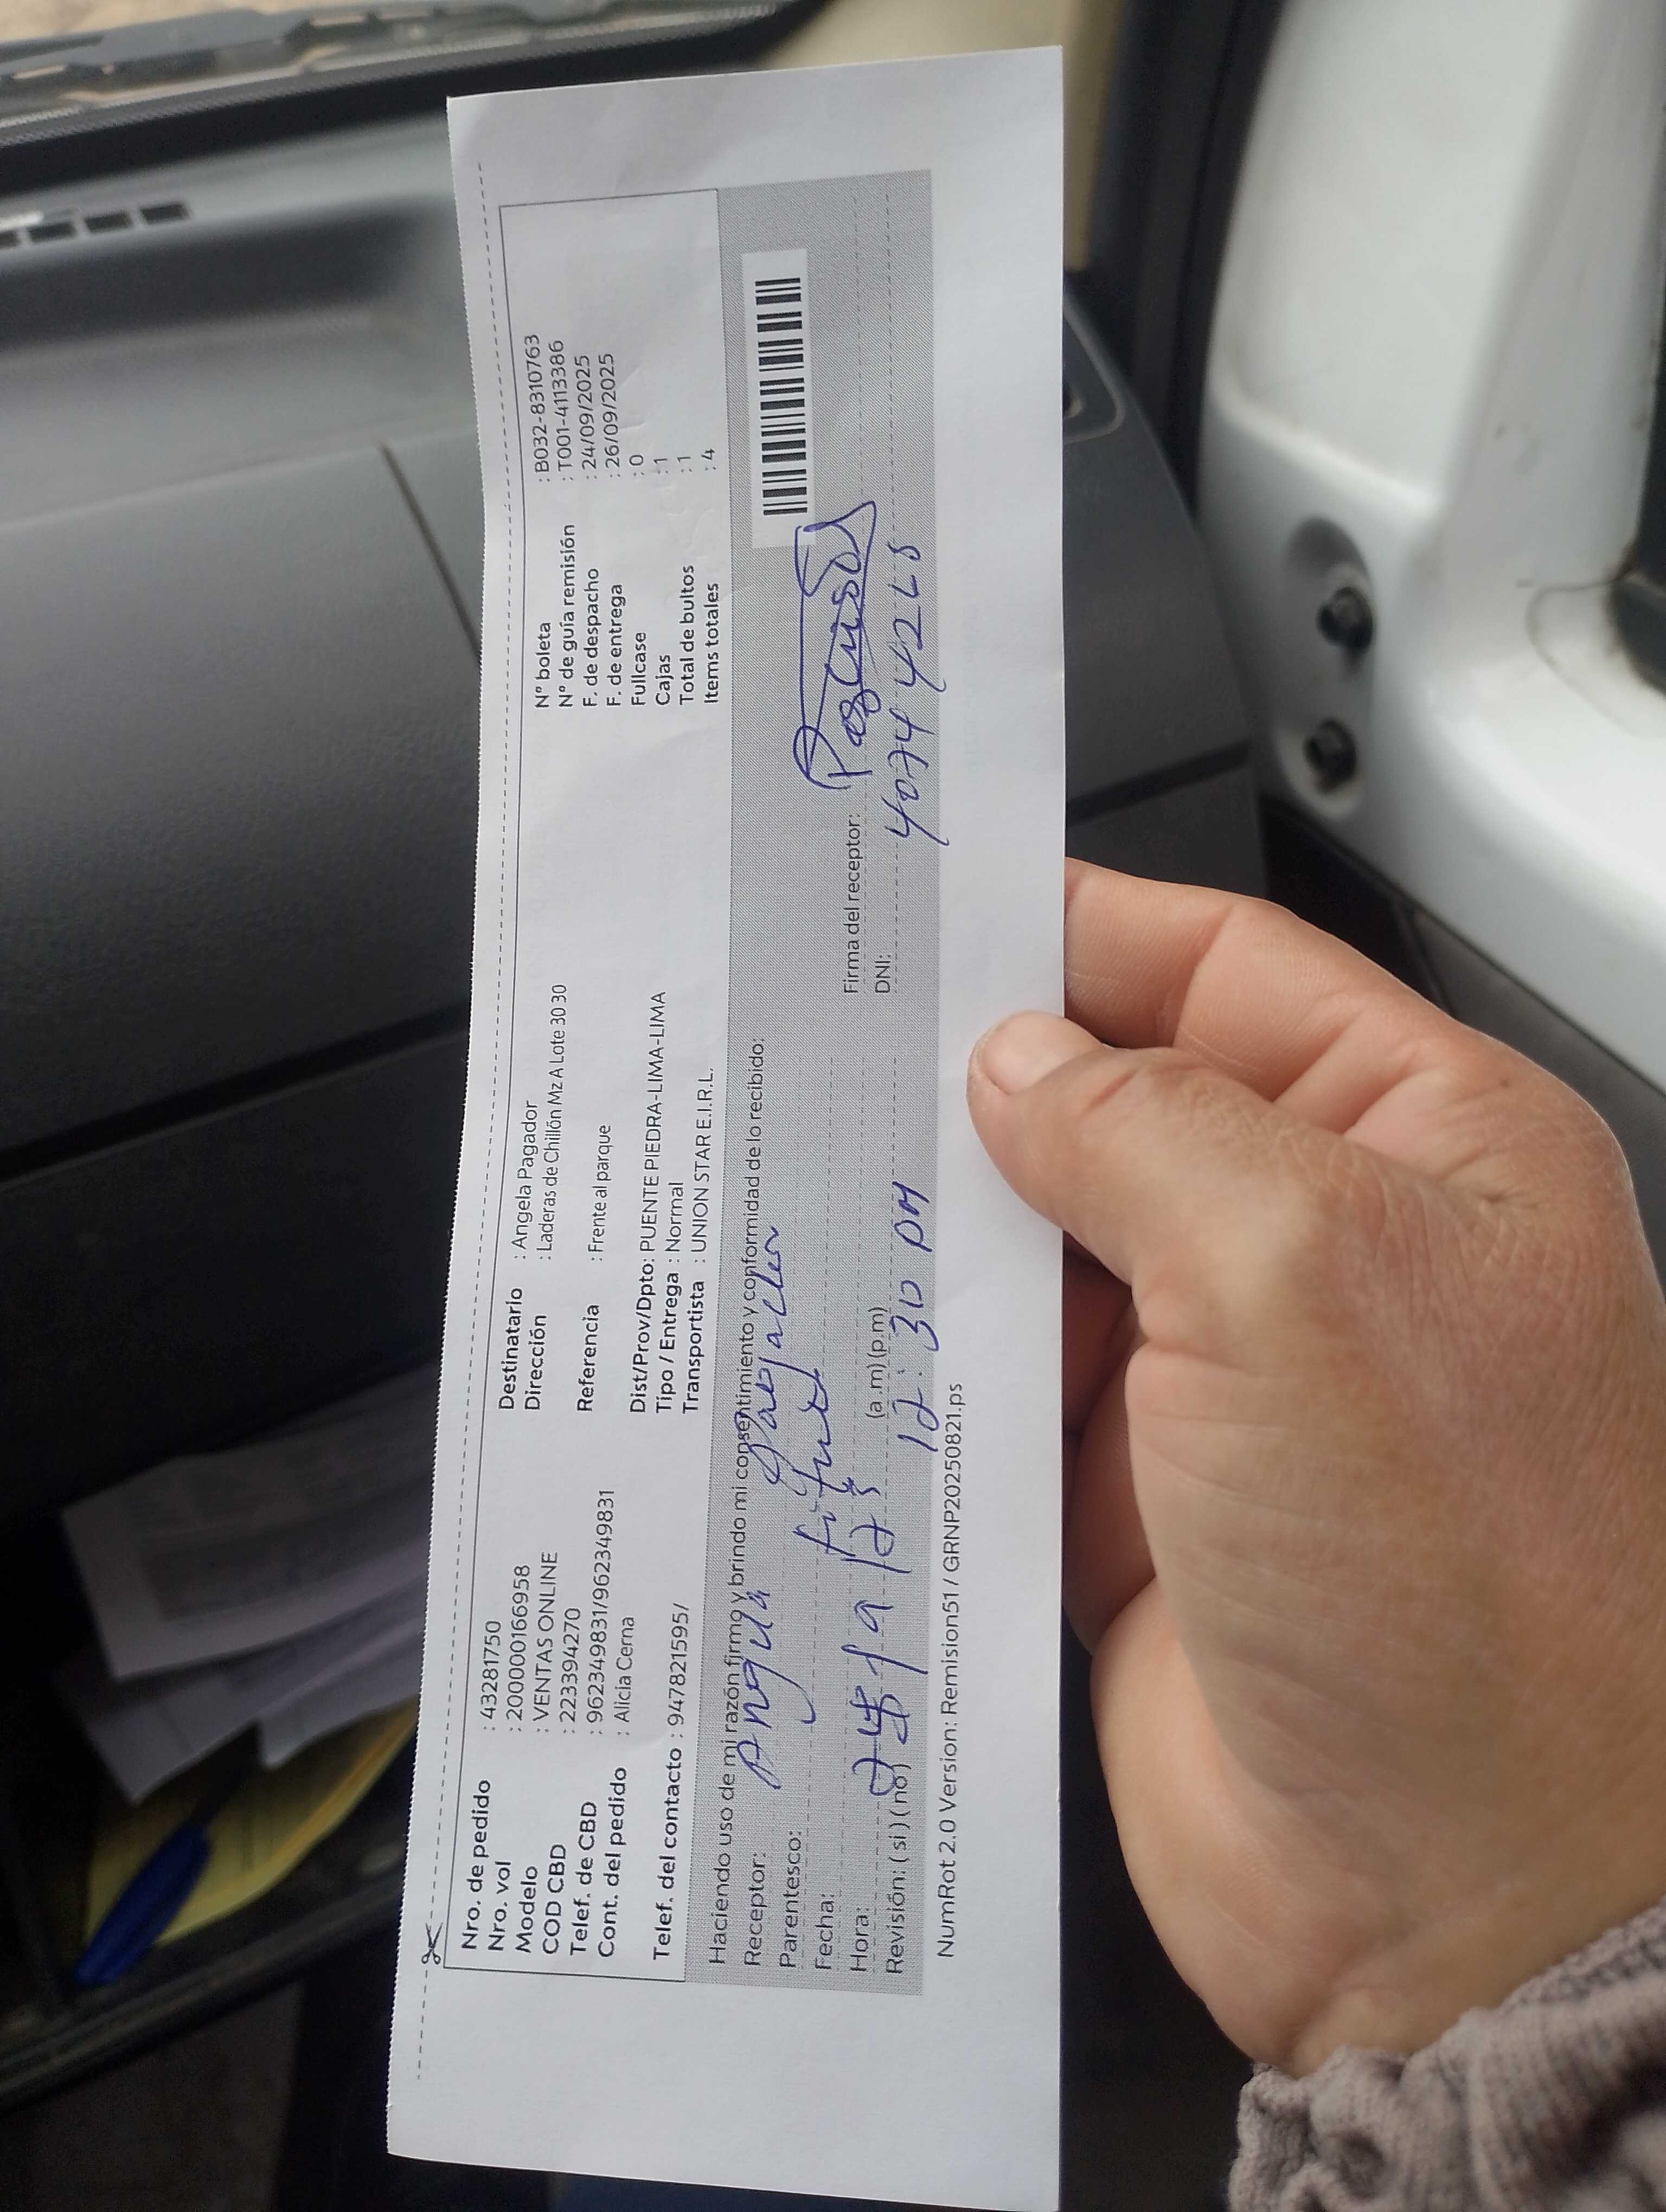 Nro. de pedido : 43281750
Nro. vol : 200000166958
Modelo : VENTAS ONLINE
COD CBD : 223394270
Telef. de CBD : 962349831/962349831
Cont. del pedido : Alicia Cerna
Telef. del contacto : 947821595/
Destinatario : Angela Pagador
Dirección : Laderas de Chillón Mz A Lote 30 30
Referencia : Frente al parque
Dist/Prov/Dpto: PUENTE PIEDRA-LIMA-LIMA
Tipo / Entrega : Normal
Transportista : UNION STAR E.I.R.L.
N° boleta : B032-8310763
N° de guía remisión : T001-4113386
F. de despacho : 24/09/2025
F. de entrega : 26/09/2025
Fullcase : 0
Cajas : 1
Total de bultos : 1
Items totales : 4
Haciendo uso de mi razón firmo y brindo mi consentimiento y conformidad de lo recibido:
Receptor:
Parentesco:
Fecha:
Hora: (a.m) (p.m)
12:30 PM
Revisión: ( si ) ( no )
Firma del receptor:
DNI:
NumRot 2.0 Version: Remision51 / GRNP20250821.ps